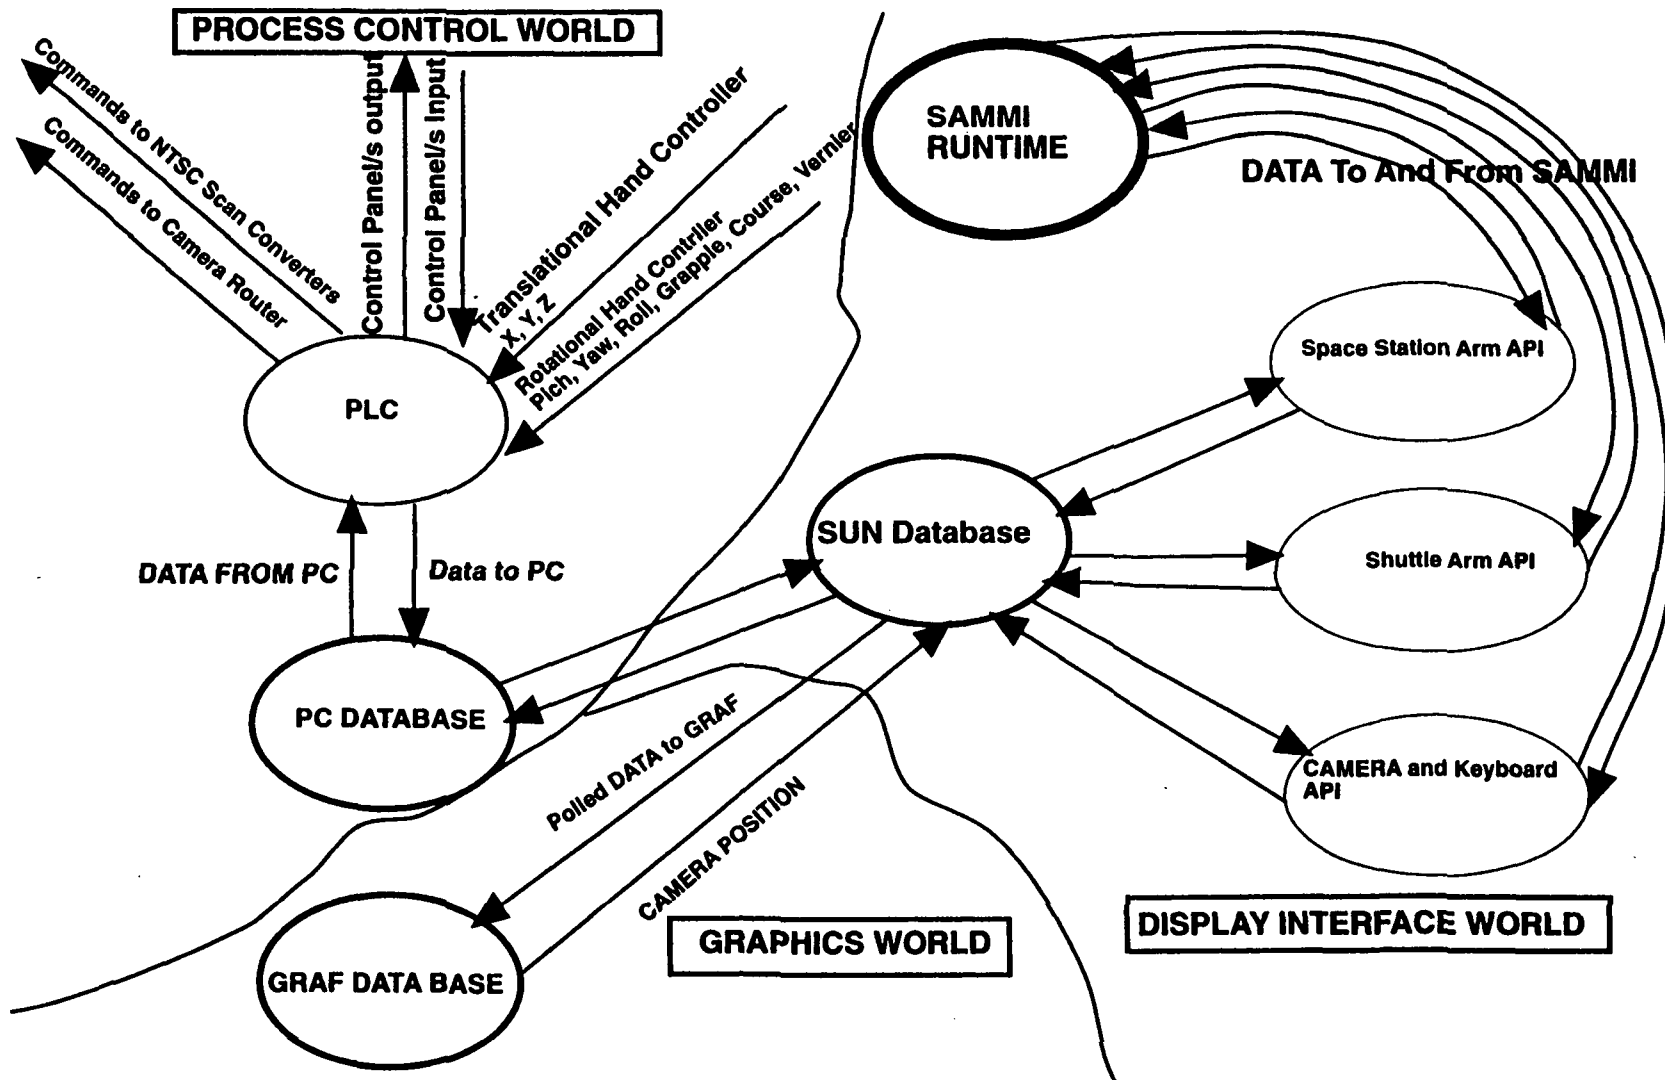 PROCESS CONTROL WORLD
Commands to NTSC Scan Converters
Commands to Camera Router
Control Panel/s output
Control Panel/s Input
Translational Hand Controller
X, Y, Z
Rotational Hand Contrller
Pich, Yaw, Roll, Grapple, Course, Vernier
SAMMI
RUNTIME
DATA To And From SAMMI
PLC
Space Station Arm API
SUN Database
Shuttle Arm API
DATA FROM PC
Data to PC
PC DATABASE
Polled DATA to GRAF
CAMERA POSITION
CAMERA and Keyboard
API
GRAF DATA BASE
GRAPHICS WORLD
DISPLAY INTERFACE WORLD